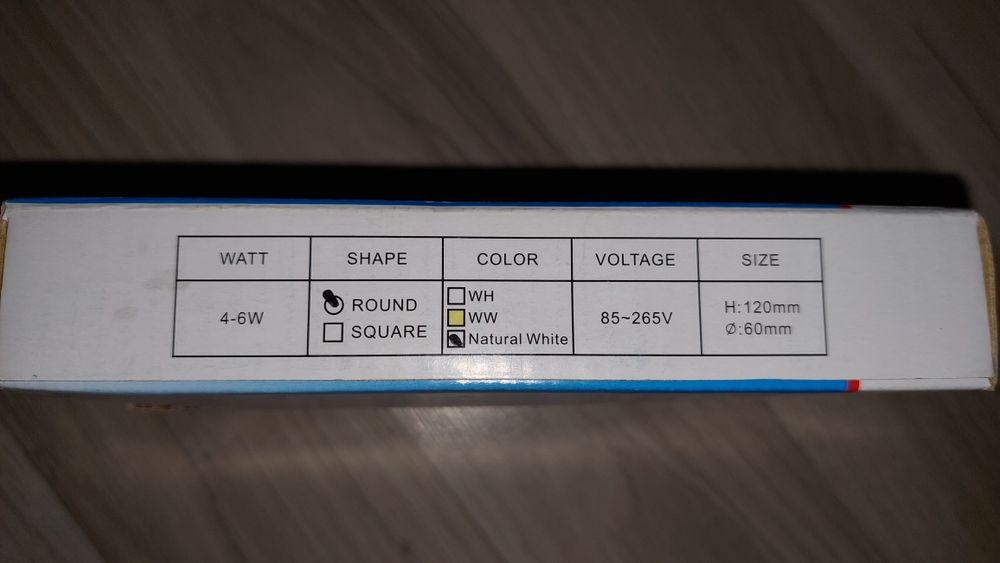 WATT SHAPE COLOR VOLTAGE SIZE
4-6W
ROUND
SQUARE
WH
WW
Natural White
85~265V
H:120mm
Ø:60mm